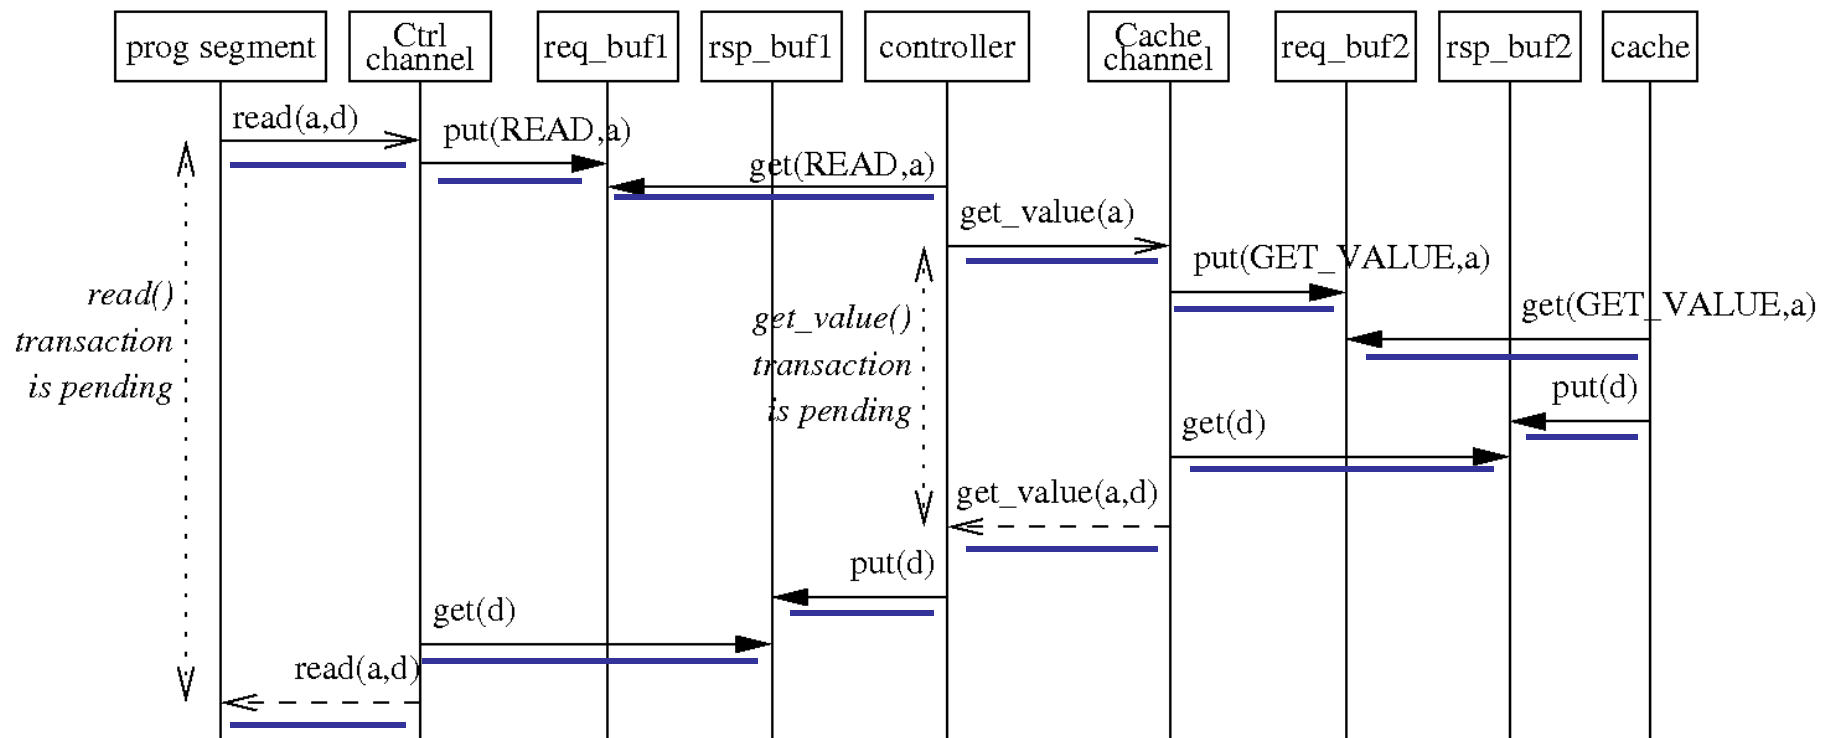 prog segment
Ctrl
channel
req_buf1
rsp_buf1
controller
Cache
channel
req_buf2
rsp_buf2
cache
read(a,d)
put(READ,a)
get(READ,a)
get_value(a)
put(GET_VALUE,a)
read()
transaction
is pending
get_value()
transaction
is pending
get(GET_VALUE,a)
put(d)
get(d)
get_value(a,d)
put(d)
get(d)
read(a,d)